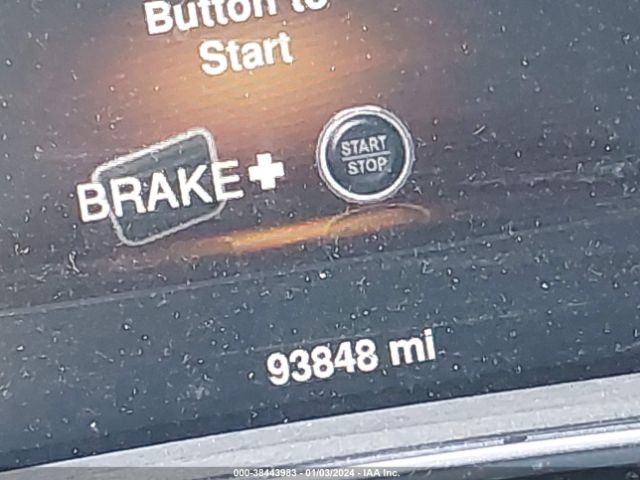 Button to
Start
BRAKE+
START
STOP
93848 mi
000-38443983 - 01/03/2024 - IAA Inc.